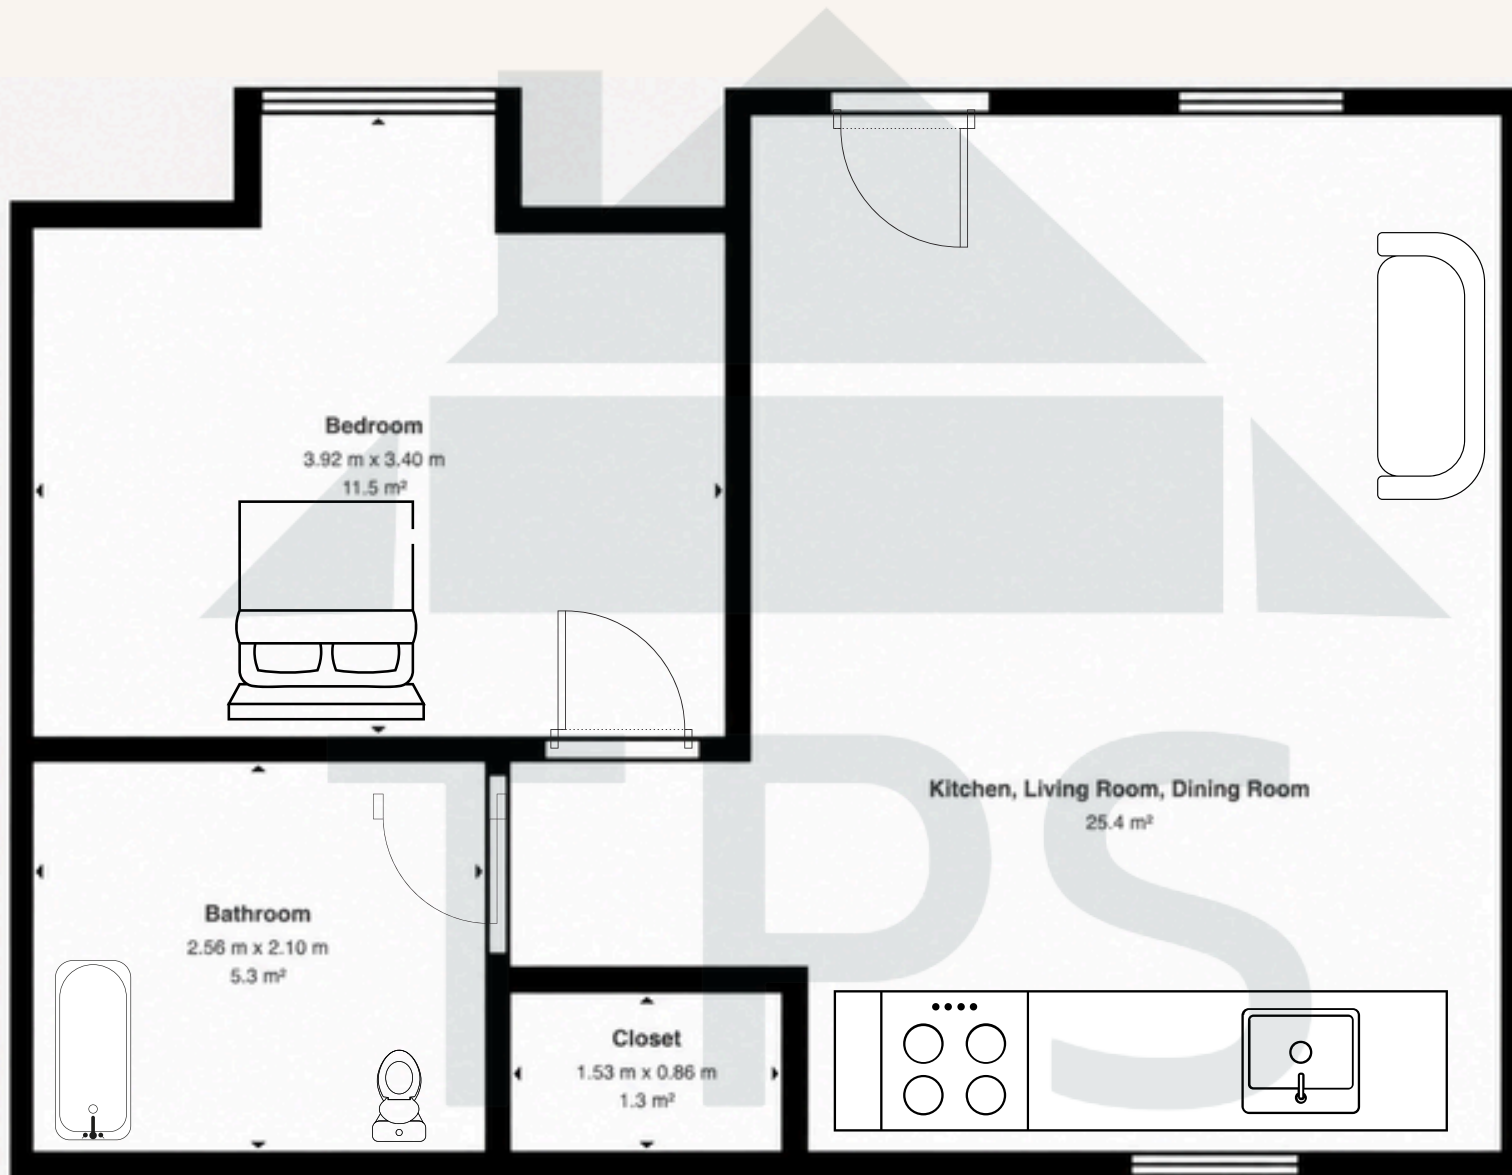 Bedroom
3.92 m x 3.40 m
11.5 m²
Kitchen, Living Room, Dining Room
25.4 m²
Bathroom
2.56 m x 2.10 m
5.3 m²
Closet
1.53 m x 0.86 m
1.3 m²
TPS